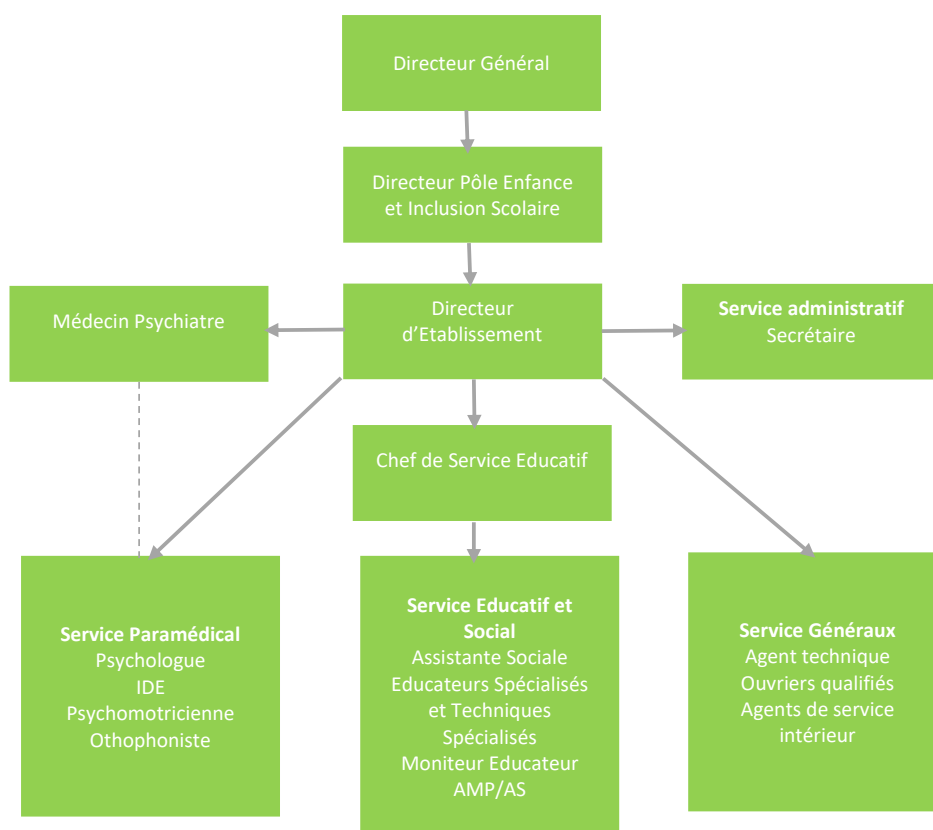 Directeur Général
Directeur Pôle Enfance
et Inclusion Scolaire
Médecin Psychiatre
Directeur
d’Etablissement
Service administratif
Secrétaire
Chef de Service Educatif
Service Paramédical
Psychologue
IDE
Psychomotricienne
Othophoniste
Service Educatif et
Social
Assistante Sociale
Educateurs Spécialisés
et Techniques
Spécialisés
Moniteur Educateur
AMP/AS
Service Généraux
Agent technique
Ouvriers qualifiés
Agents de service
intérieur